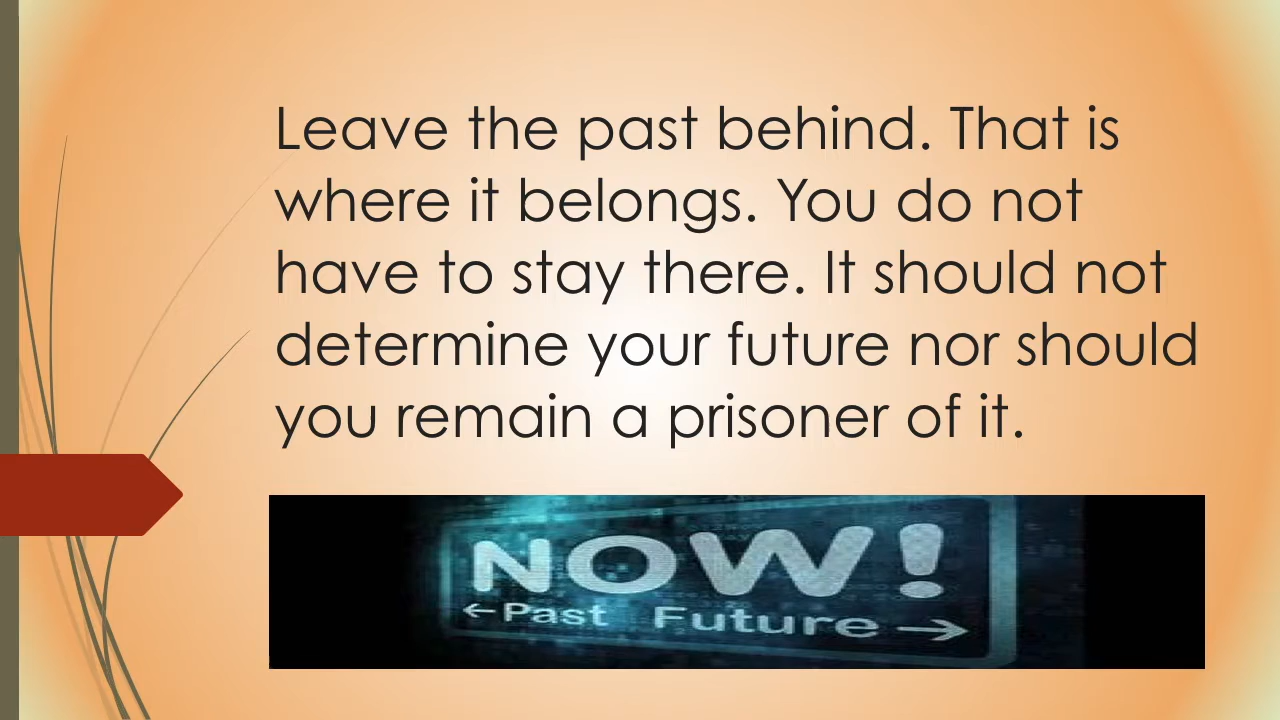 Leave the past behind. That is
where it belongs. You do not
have to stay there. It should not
determine your future nor should
you remain a prisoner of it.
NOW!
←Past Future→